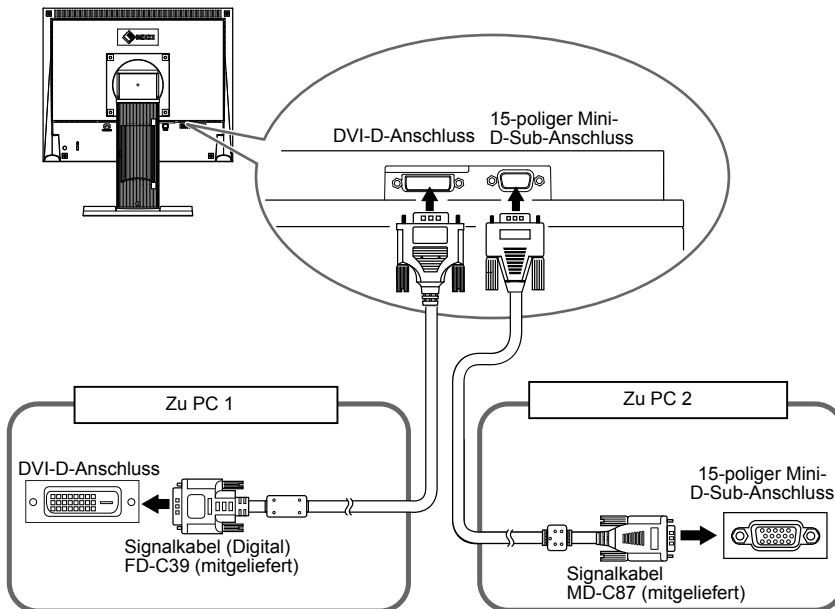 EIZO
DVI-D-Anschluss
15-poliger Mini-
D-Sub-Anschluss
Zu PC 1
DVI-D-Anschluss
Signalkabel (Digital)
FD-C39 (mitgeliefert)
Zu PC 2
15-poliger Mini-
D-Sub-Anschluss
Signalkabel
MD-C87 (mitgeliefert)